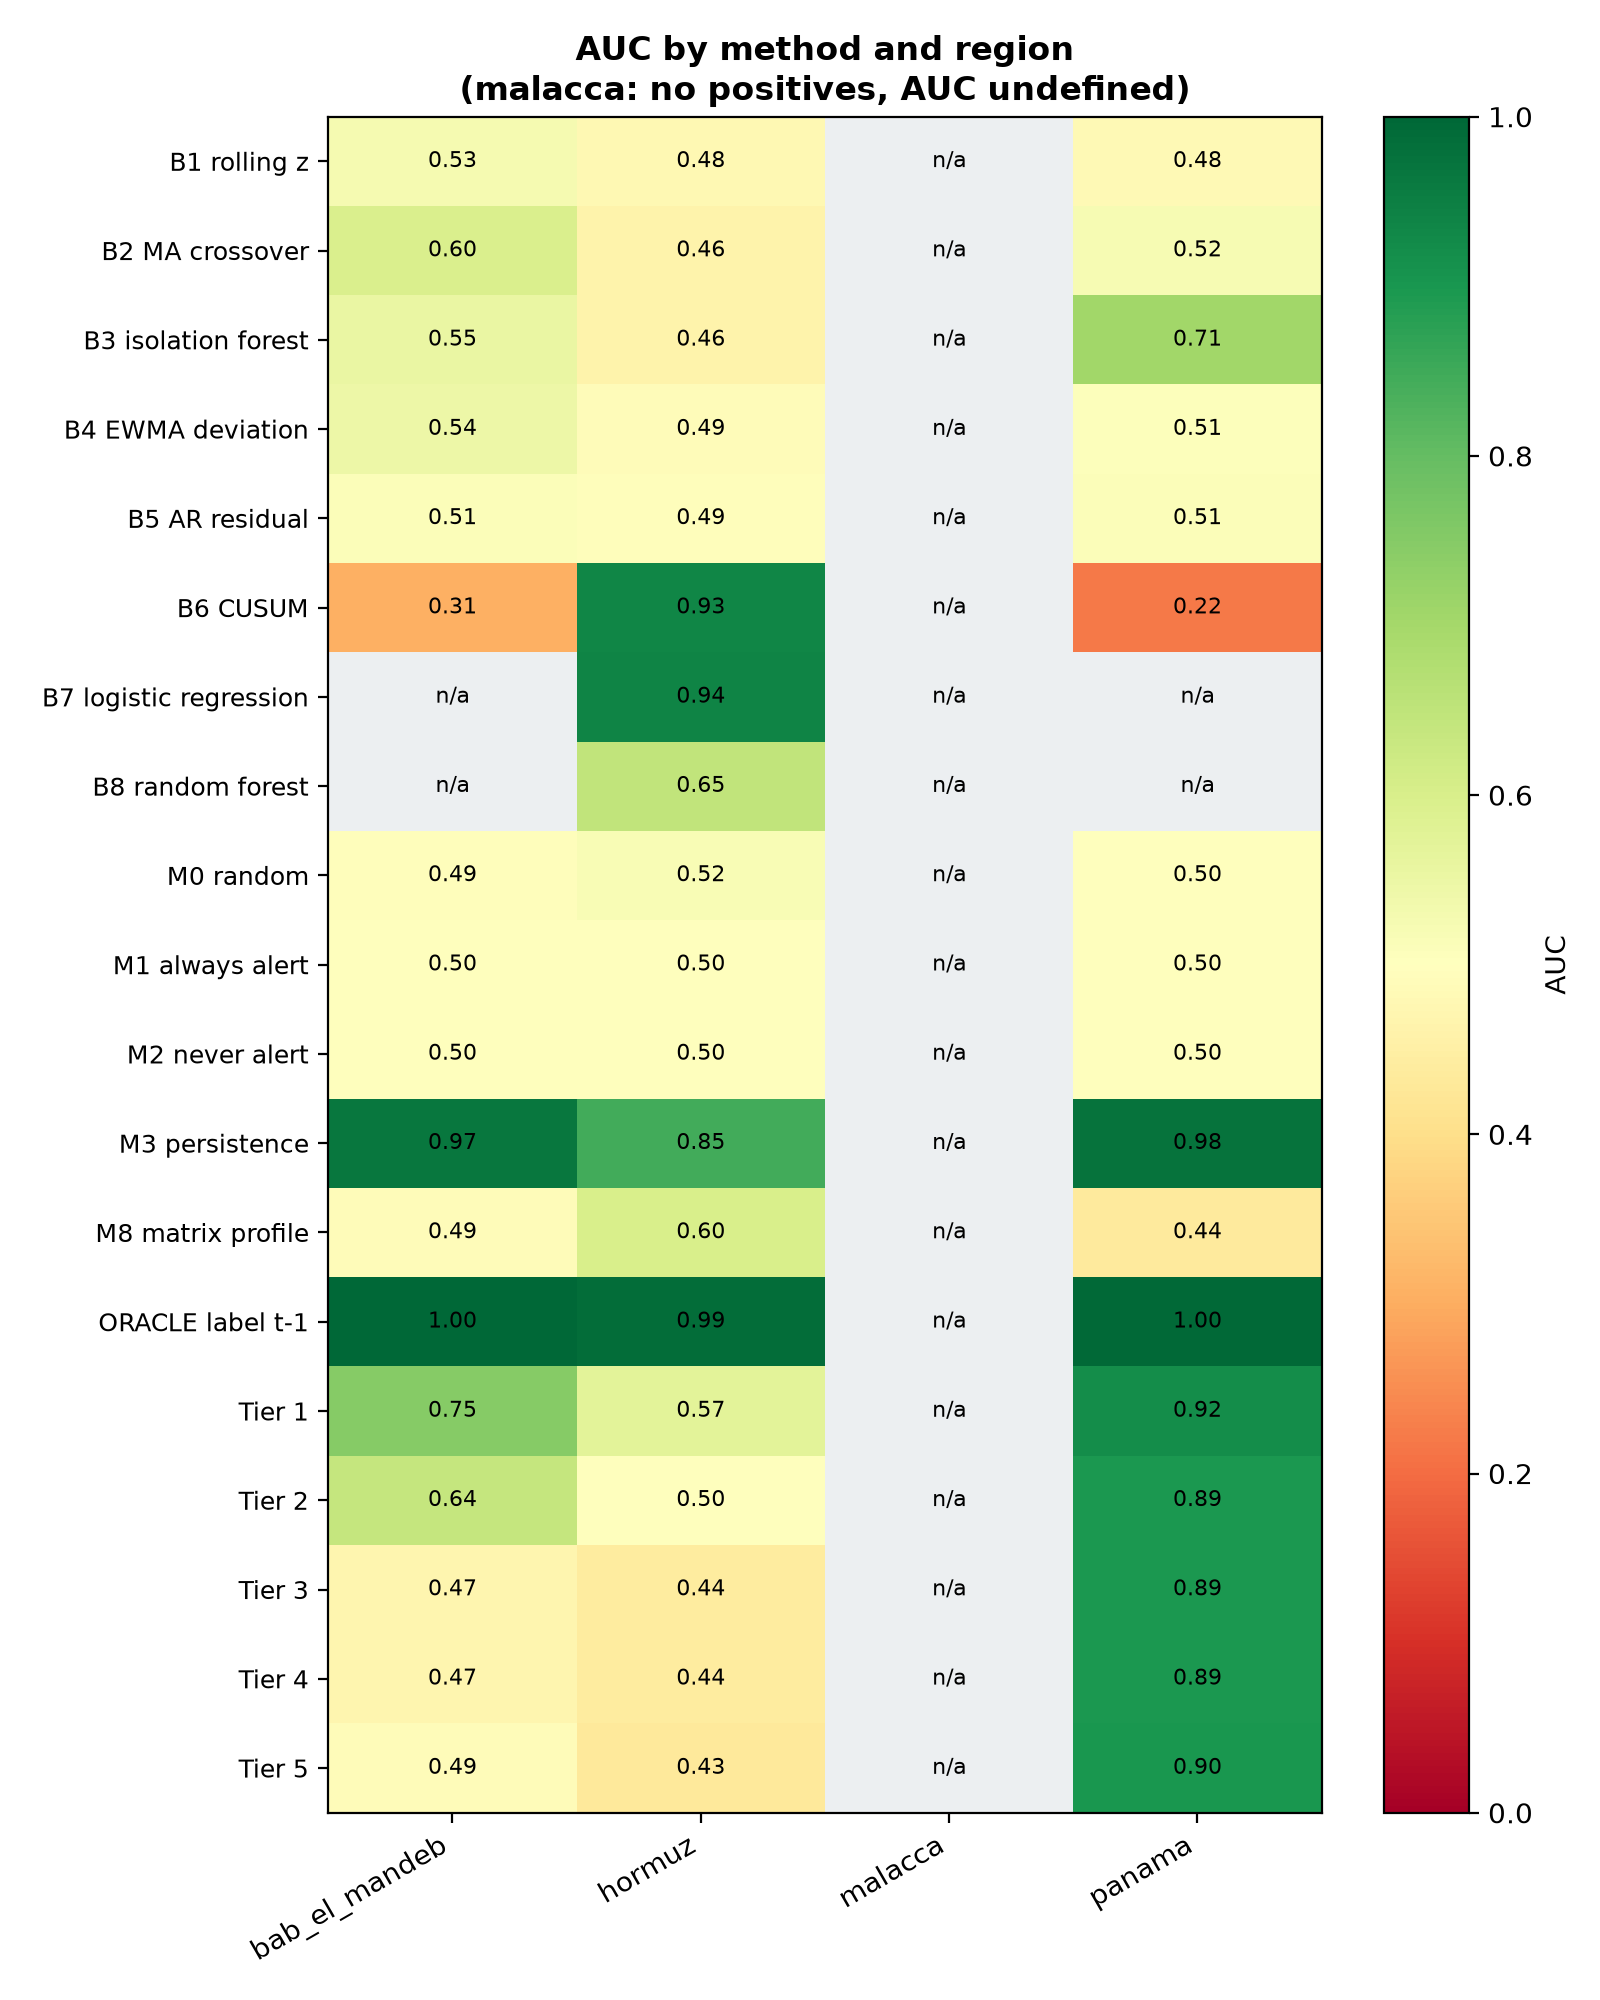 AUC by method and region
(malacca: no positives, AUC undefined)
B1 rolling z 0.53 0.48 n/a 0.48
B2 MA crossover 0.60 0.46 n/a 0.52
B3 isolation forest 0.55 0.46 n/a 0.71
B4 EWMA deviation 0.54 0.49 n/a 0.51
B5 AR residual 0.51 0.49 n/a 0.51
B6 CUSUM 0.31 0.93 n/a 0.22
B7 logistic regression n/a 0.94 n/a n/a
B8 random forest n/a 0.65 n/a n/a
M0 random 0.49 0.52 n/a 0.50
M1 always alert 0.50 0.50 n/a 0.50
M2 never alert 0.50 0.50 n/a 0.50
M3 persistence 0.97 0.85 n/a 0.98
M8 matrix profile 0.49 0.60 n/a 0.44
ORACLE label t-1 1.00 0.99 n/a 1.00
Tier 1 0.75 0.57 n/a 0.92
Tier 2 0.64 0.50 n/a 0.89
Tier 3 0.47 0.44 n/a 0.89
Tier 4 0.47 0.44 n/a 0.89
Tier 5 0.49 0.43 n/a 0.90
bab_el_mandeb hormuz malacca panama
1.0
0.8
0.6
0.4
0.2
0.0
AUC